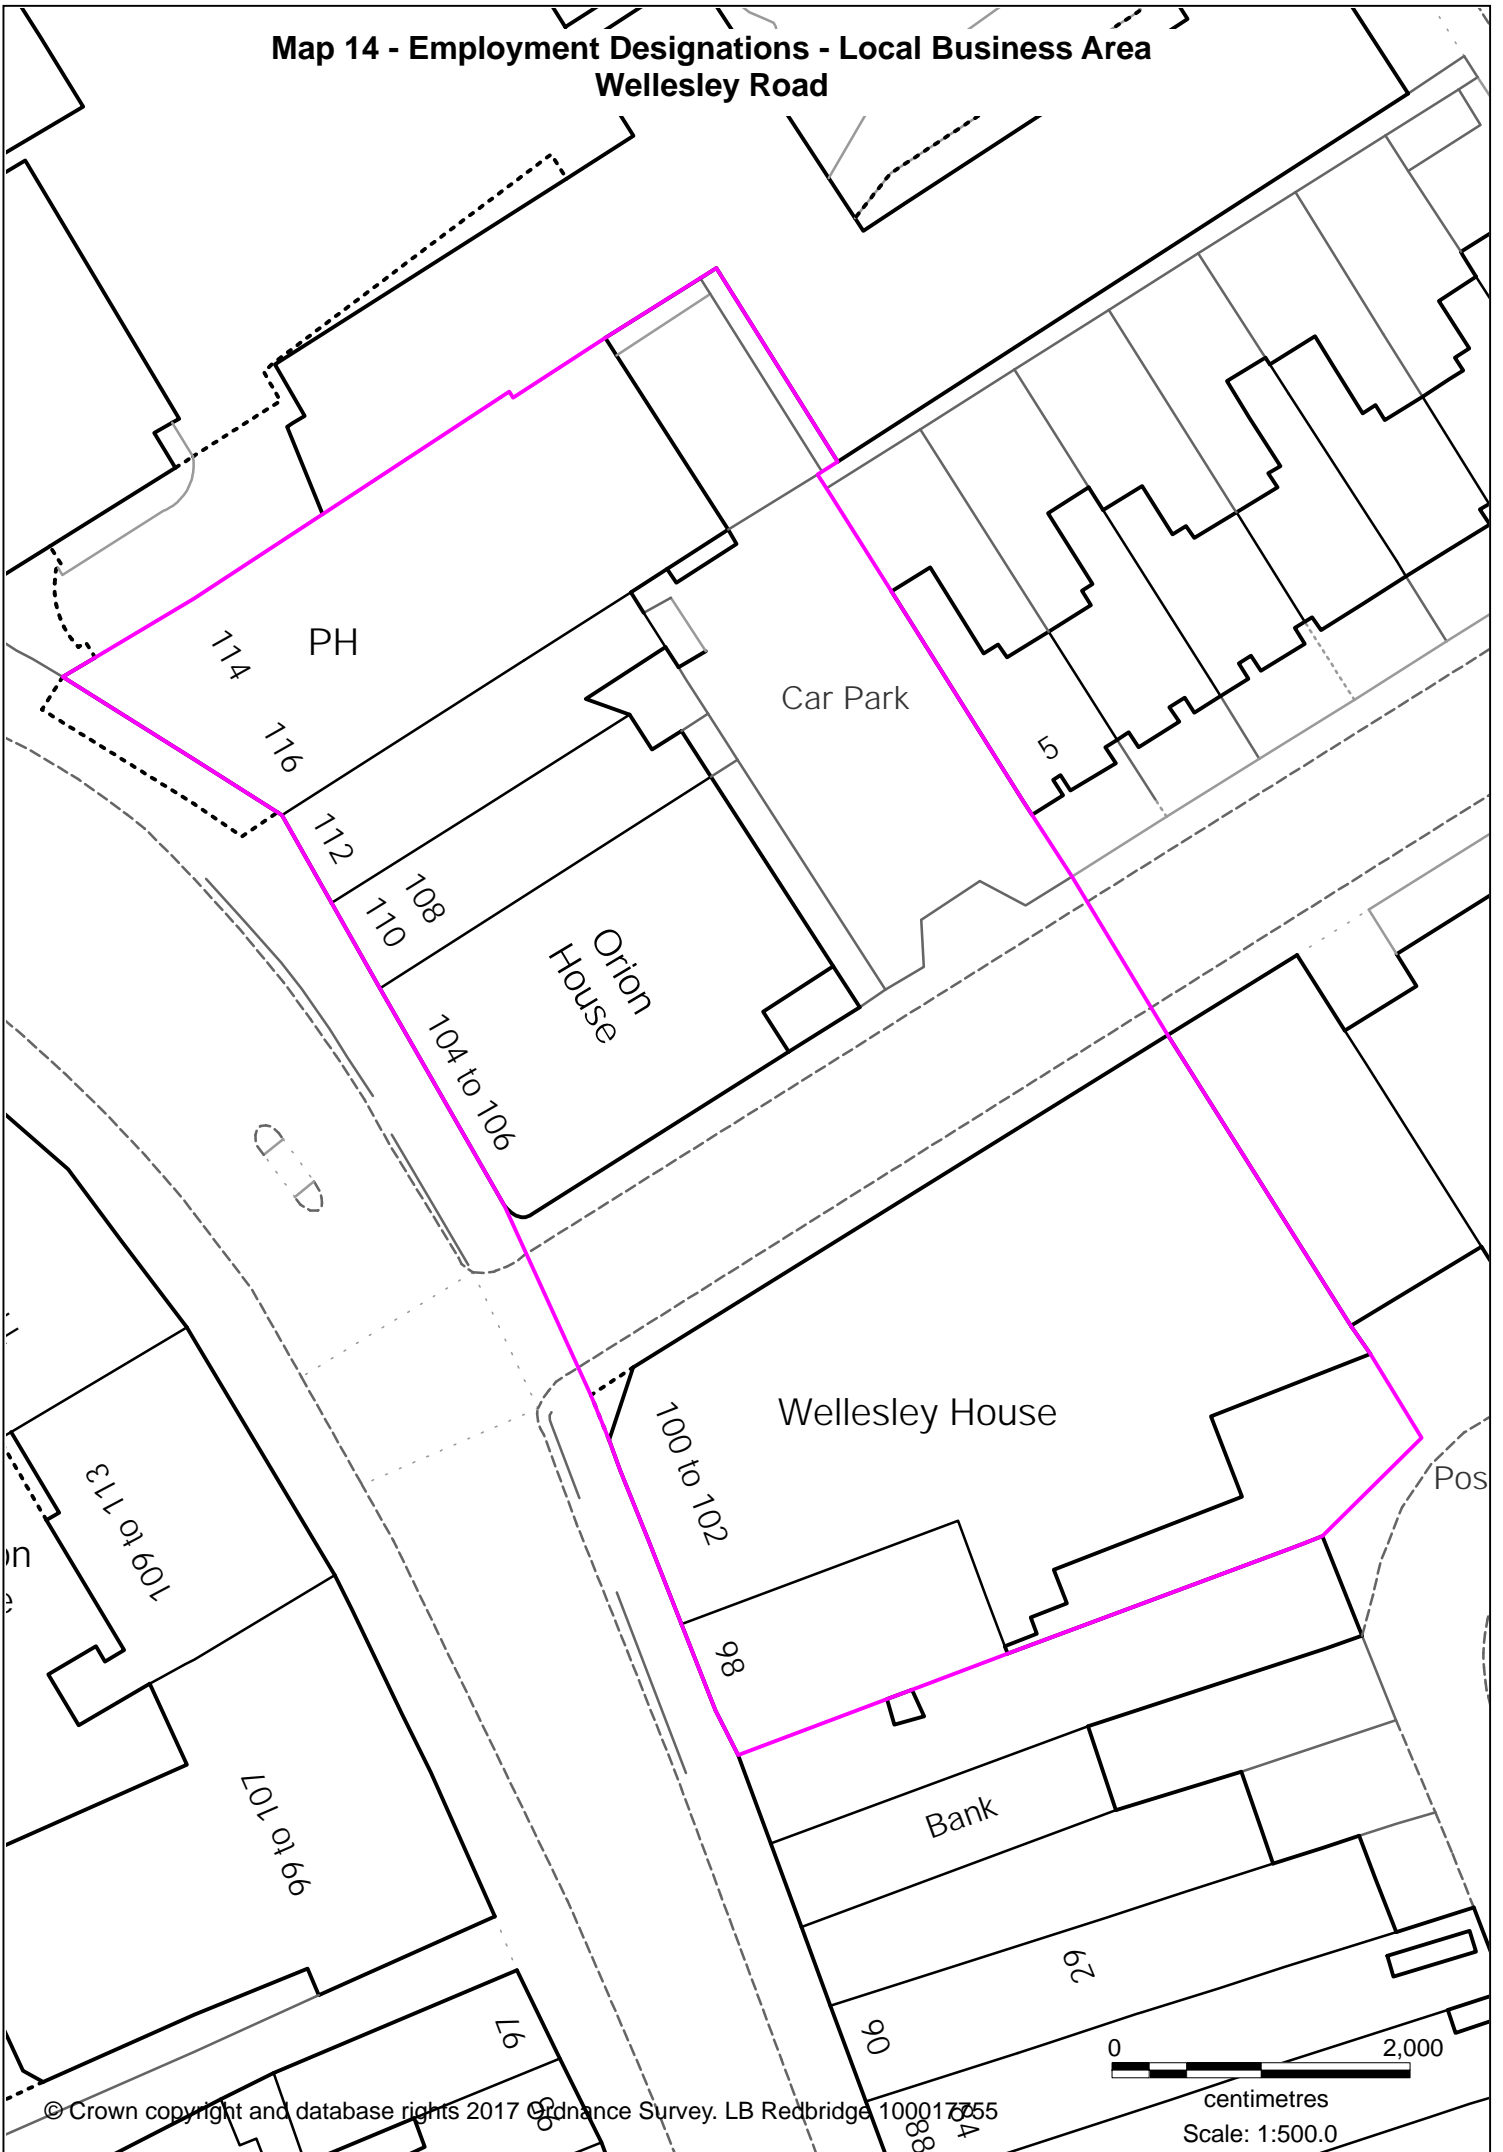 Map 14 - Employment Designations - Local Business Area
Wellesley Road
114
PH
116
Car Park
5
112
108
110
Orion
House
104 to 106
Wellesley House
100 to 102
Pos
109 to 113
on
98
99 to 107
Bank
29
97
90
0
2,000
centimetres
Scale: 1:500.0
© Crown copyright and database rights 2017 Ordnance Survey. LB Redbridge 100017755
88